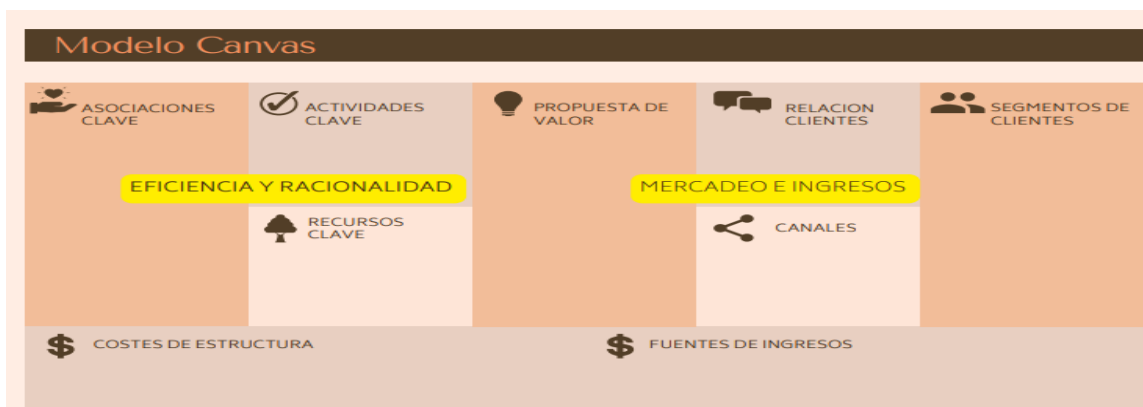 Modelo Canvas
ASOCIACIONES
CLAVE
ACTIVIDADES
CLAVE
PROPUESTA DE
VALOR
RELACION
CLIENTES
SEGMENTOS DE
CLIENTES
EFICIENCIA Y RACIONALIDAD
MERCADEO E INGRESOS
RECURSOS
CLAVE
CANALES
$ COSTES DE ESTRUCTURA
$ FUENTES DE INGRESOS